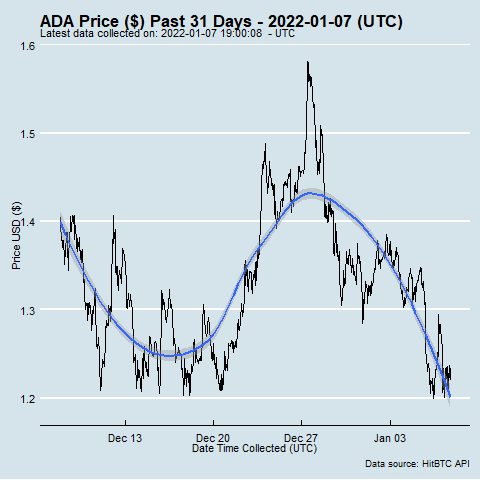 ADA Price ($) Past 31 Days - 2022-01-07 (UTC)
Latest data collected on: 2022-01-07 19:00:08 - UTC
1.6
1.5
1.4
1.3
1.2
Price USD ($)
Dec 13 Dec 20 Dec 27 Jan 03
Date Time Collected (UTC)
Data source: HitBTC API